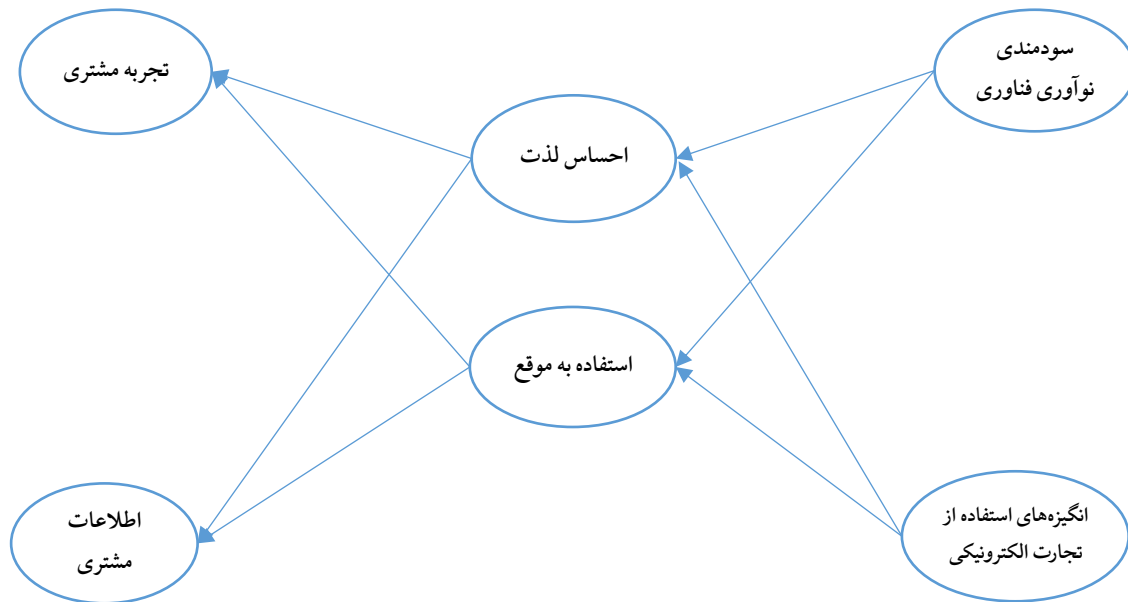 سودمندی
نوآوری فناوری
تجربه مشتری
احساس لذت
استفاده به موقع
انگیزه‌های استفاده از
تجارت الکترونیکی
اطلاعات
مشتری